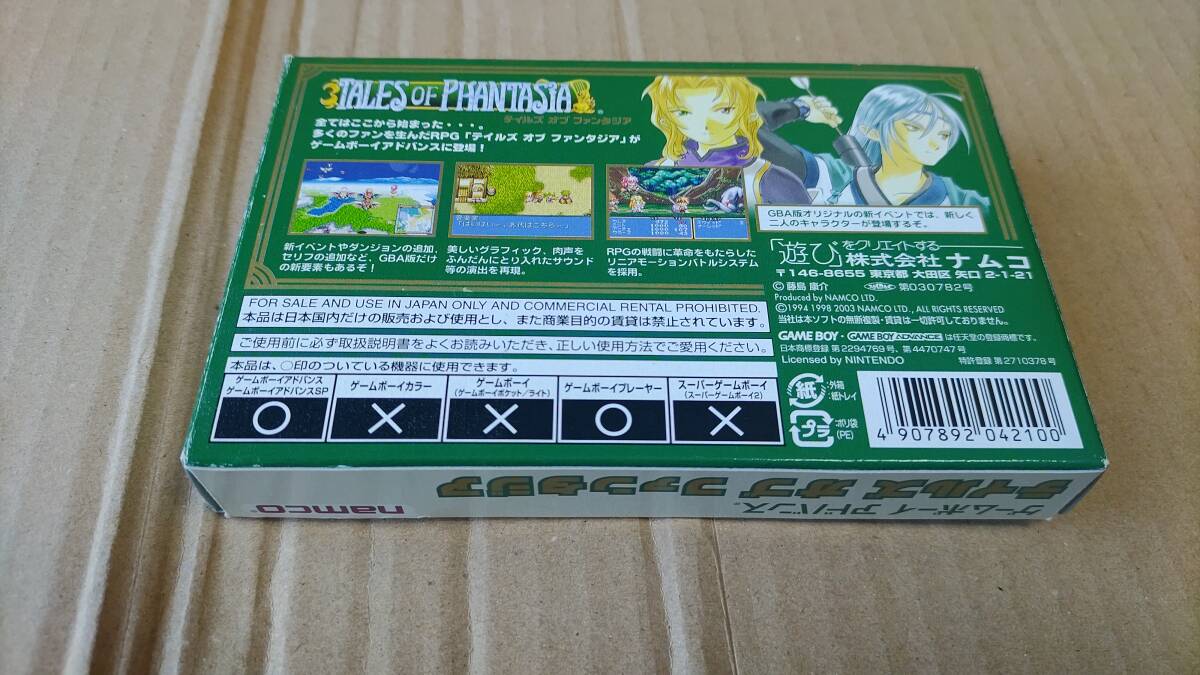 TALES OF PHANTASIA
テイルズ オブ ファンタジア
全てはここから始まった・・・。
多くのファンを生んだRPG「テイルズ オブ ファンタジア」が
ゲームボーイアドバンスに登場!
新イベントやダンジョンの追加、
セリフの追加など、GBA版だけ
の新要素もあるぞ!
美しいグラフィック、肉声を
ふんだんにとり入れたサウンド
等の演出を再現。
RPGの戦闘に革命をもたらした
リニアモーションバトルシステム
を採用。
GBA版オリジナルの新イベントでは、新しく
二人のキャラクターが登場するぞ。
「遊び」をクリエイトする
株式会社 ナムコ
〒146-8655 東京都 大田区 矢口 2-1-21
© 藤島 康介
第030782号
Produced by NAMCO LTD.
©1994 1998 2003 NAMCO LTD., ALL RIGHTS RESERVED
当社は本ソフトの無断複製・賃貸は一切許可しておりません。
GAME BOY・GAME BOY ADVANCE は任天堂の登録商標です。
日本商標登録 第2294769号、第4470747号
Licensed by NINTENDO
特許登録 第2710378号
FOR SALE AND USE IN JAPAN ONLY AND COMMERCIAL RENTAL PROHIBITED.
本品は日本国内だけの販売および使用とし、また商業目的の賃貸は禁止されています。
ご使用前に必ず取扱説明書をよくお読みいただき、正しい使用方法でご愛用ください。
本品は、○印のついている機器に使用できます。
ゲームボーイアドバンス
ゲームボーイアドバンスSP
ゲームボーイカラー
ゲームボーイ
(ゲームボーイポケット/ライト)
ゲームボーイプレーヤー
スーパーゲームボーイ
(スーパーゲームボーイ2)
○
×
×
○
×
紙
:外箱
:紙トレイ
プラ
:ポリ袋
(PE)
4 907892 042100
ゲームボーイ アドバンス。
テイルズ オブ ファンタジア
namco